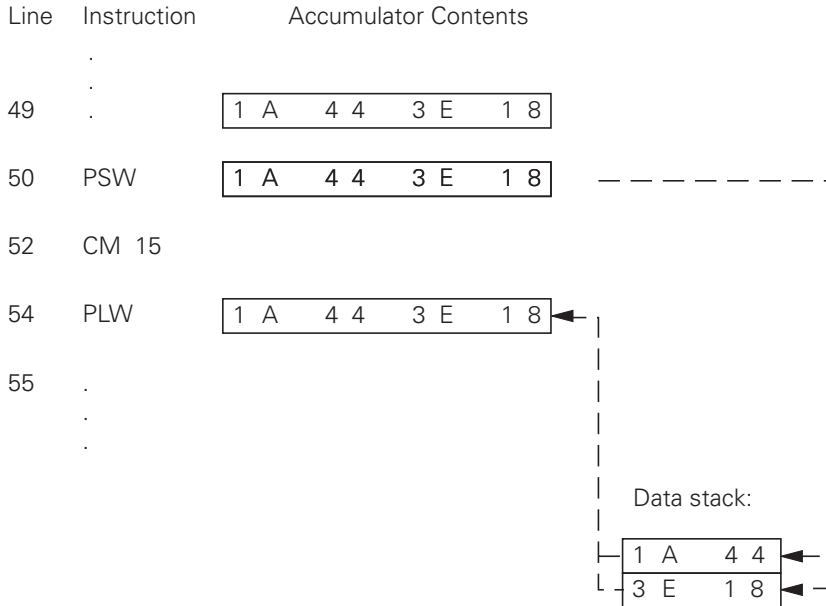 Line Instruction Accumulator Contents
.
.
49 . 1 A 4 4 3 E 1 8
50 PSW 1 A 4 4 3 E 1 8
52 CM 15
54 PLW 1 A 4 4 3 E 1 8
55 .
.
.
Data stack:
1 A 4 4
3 E 1 8